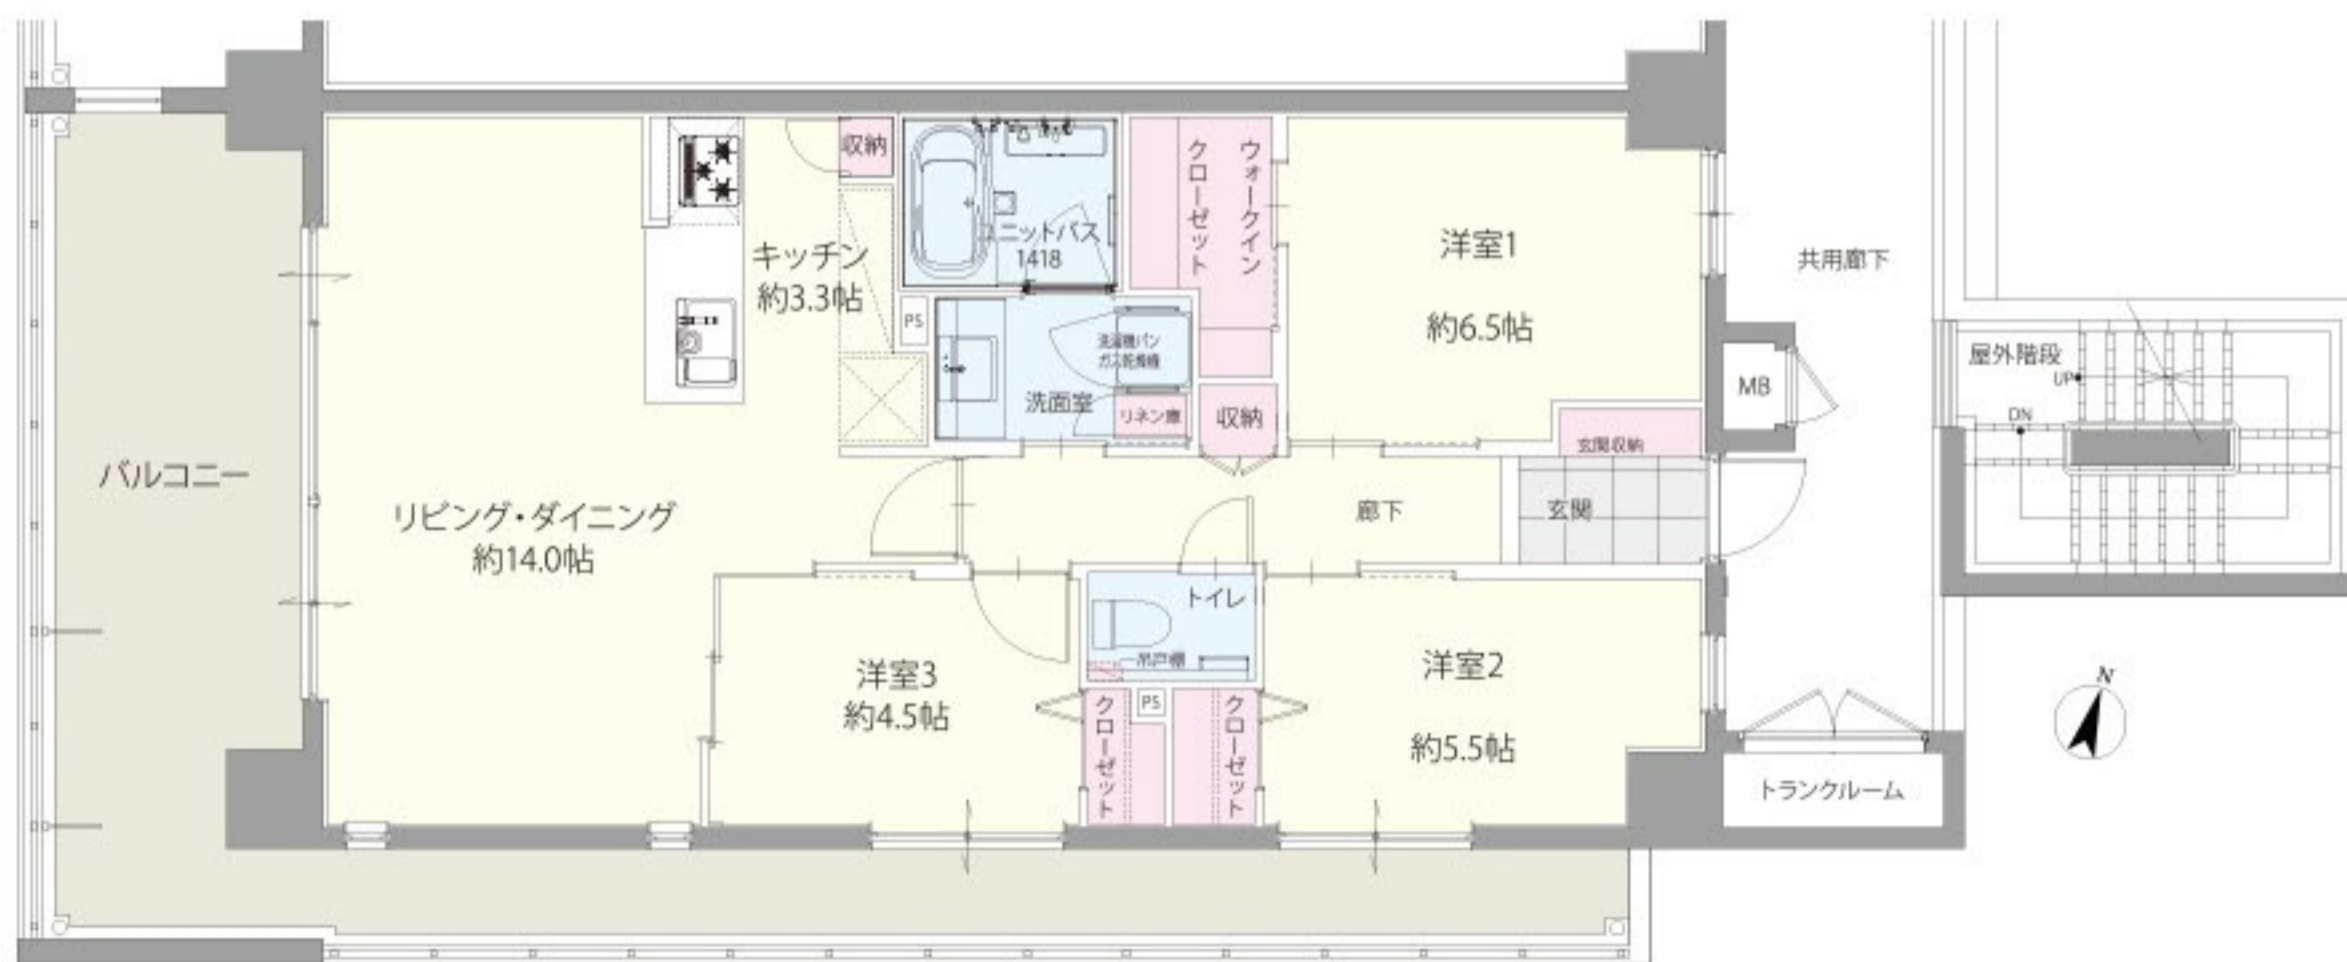 収納
ユニットバス
1418
ウォークイン
クローゼット
洋室1
約6.5帖
キッチン
約3.3帖
PS
洗濯機パン
ガス乾燥機
洗面室
リネン庫
収納
玄関収納
共用廊下
MB
屋外階段
UP
DN
バルコニー
リビング・ダイニング
約14.0帖
廊下
玄関
トイレ
吊戸棚
洋室3
約4.5帖
クローゼット
PS
クローゼット
洋室2
約5.5帖
トランクルーム
N